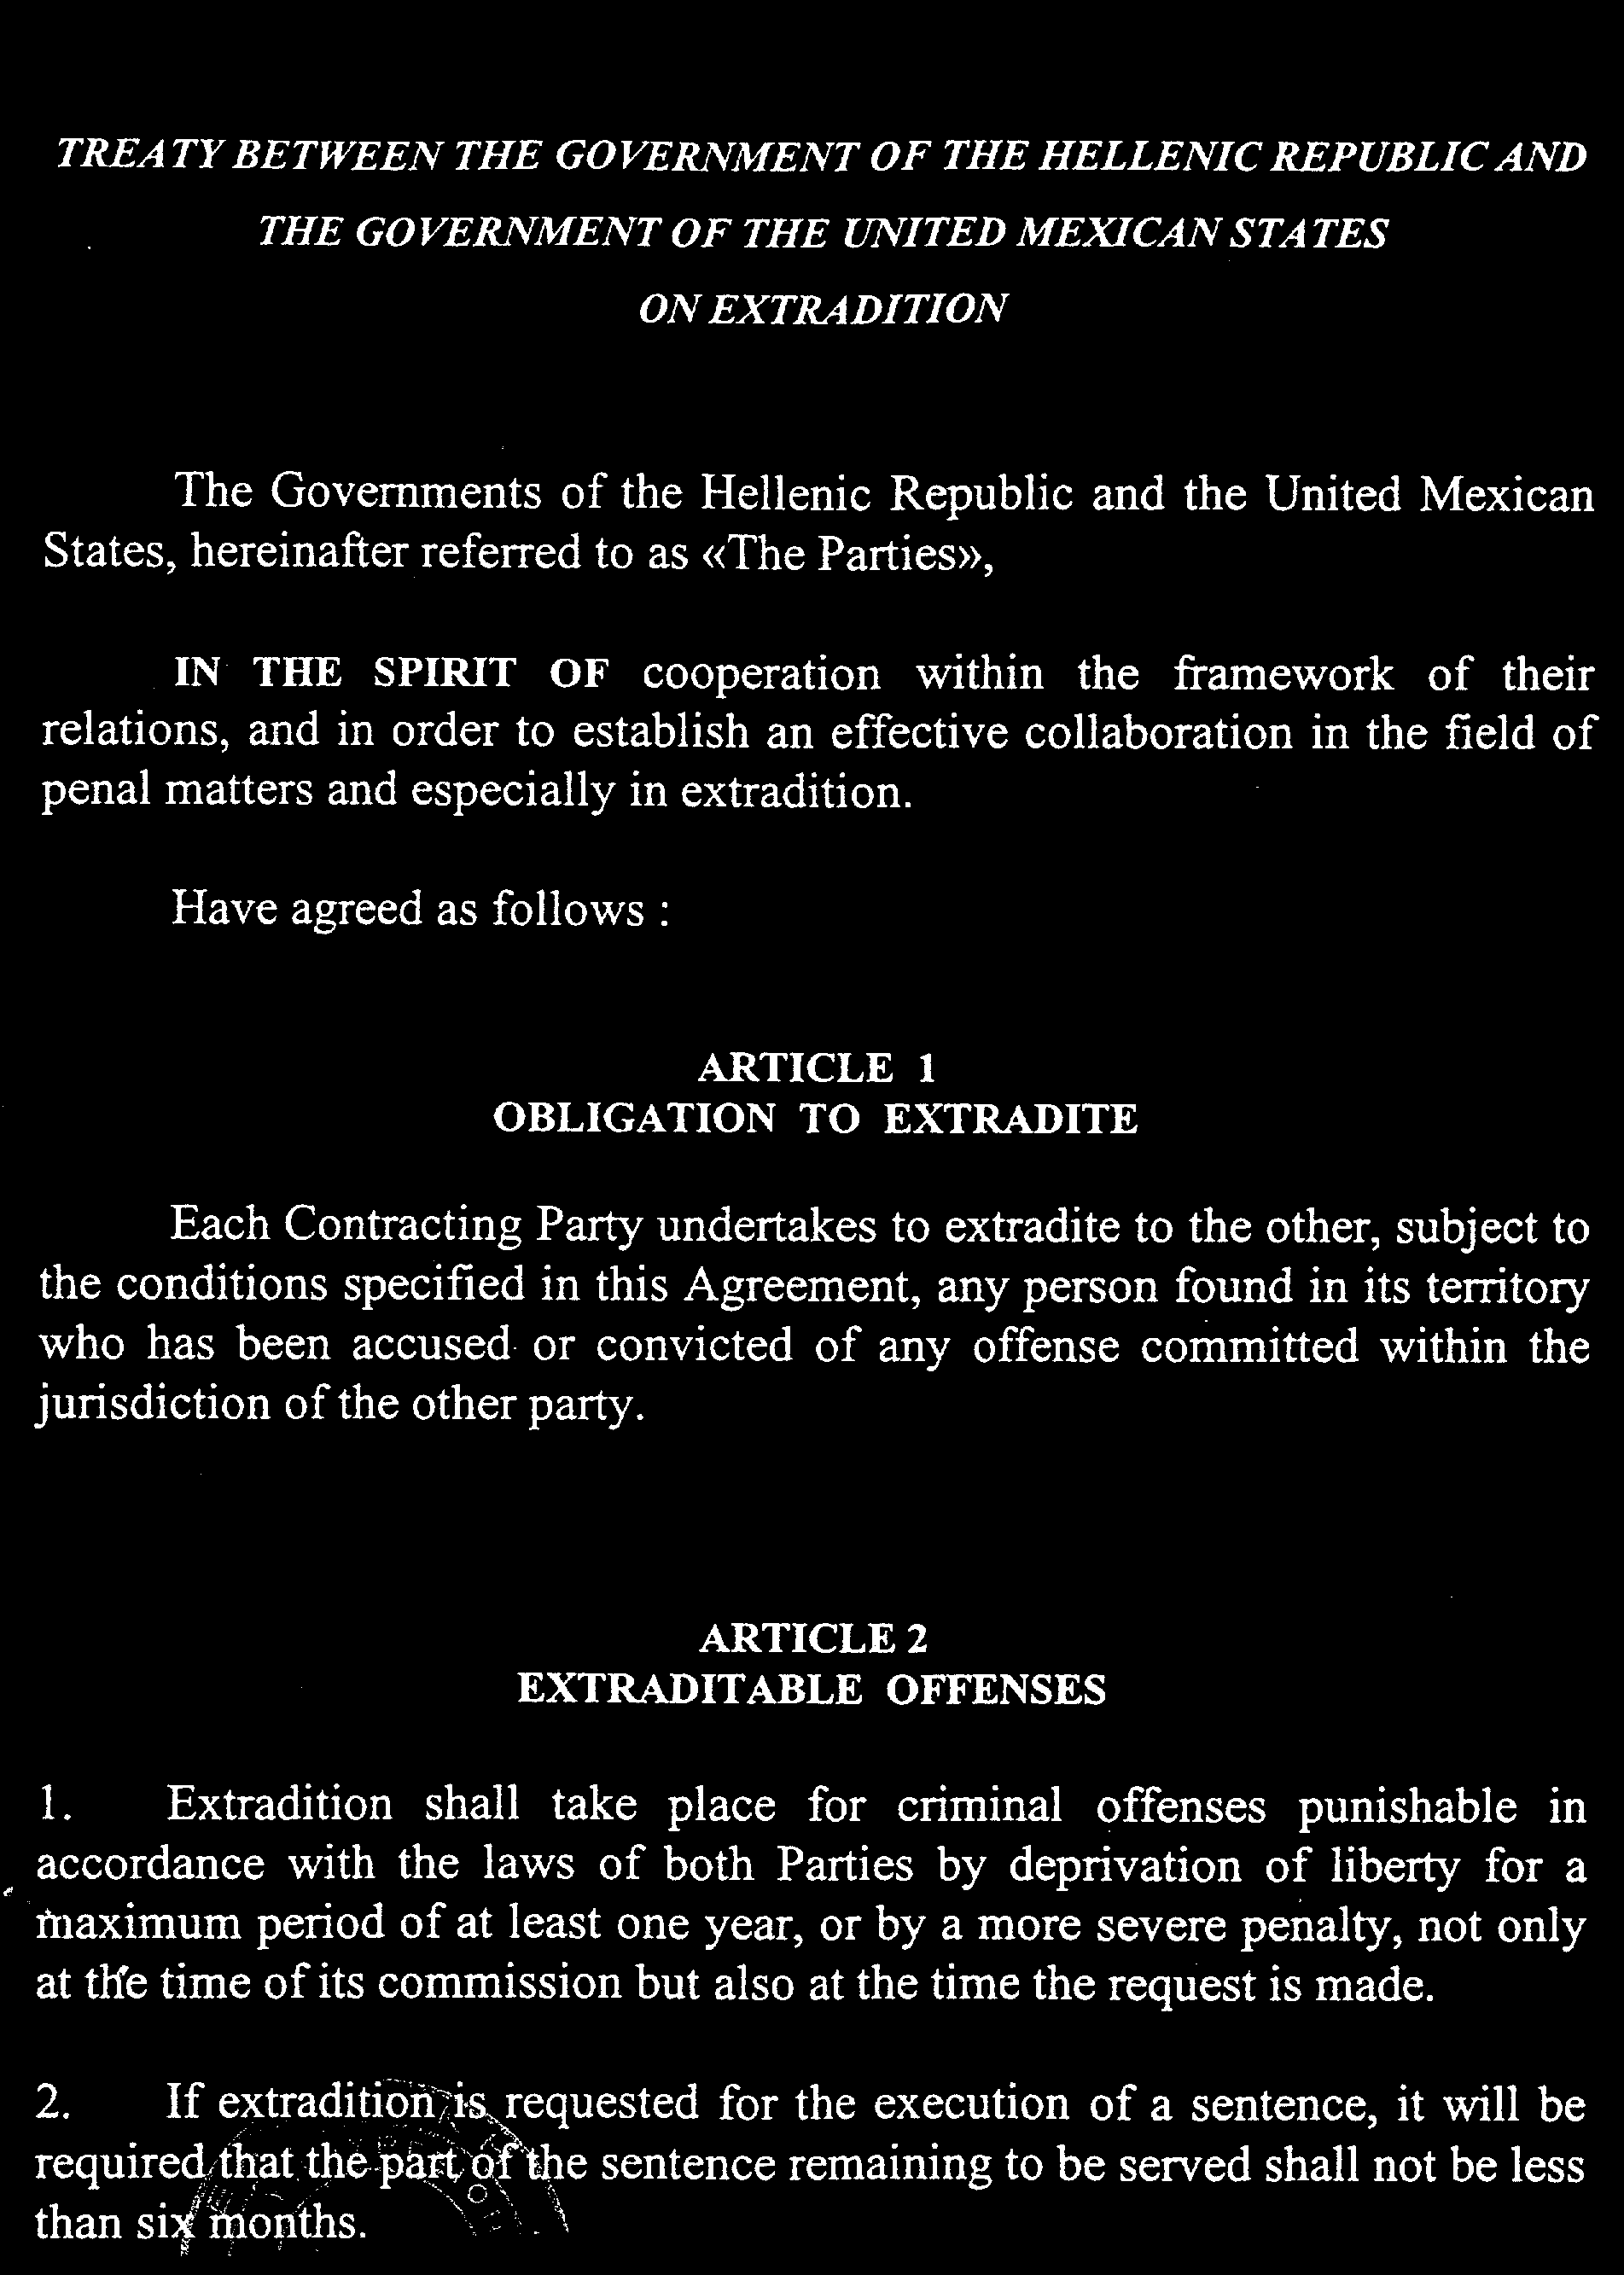 TREATY BETWEEN THE GOVERNMENT OF THE HELLENIC REPUBLIC AND
THE GOVERNMENT OF THE UNITED MEXICAN STATES
ON EXTRADITION
The Governments of the Hellenic Republic and the United Mexican
States, hereinafter referred to as «The Parties»,
IN THE SPIRIT OF cooperation within the framework of their
relations, and in order to establish an effective collaboration in the field of
penal matters and especially in extradition.
Have agreed as follows :
ARTICLE 1
OBLIGATION TO EXTRADITE
Each Contracting Party undertakes to extradite to the other, subject to
the conditions specified in this Agreement, any person found in its territory
who has been accused or convicted of any offense committed within the
jurisdiction of the other party.
ARTICLE 2
EXTRADITABLE OFFENSES
1. Extradition shall take place for criminal offenses punishable in
accordance with the laws of both Parties by deprivation of liberty for a
maximum period of at least one year, or by a more severe penalty, not only
at the time of its commission but also at the time the request is made.
2. If extradition is requested for the execution of a sentence, it will be
required that the part of the sentence remaining to be served shall not be less
than six months.